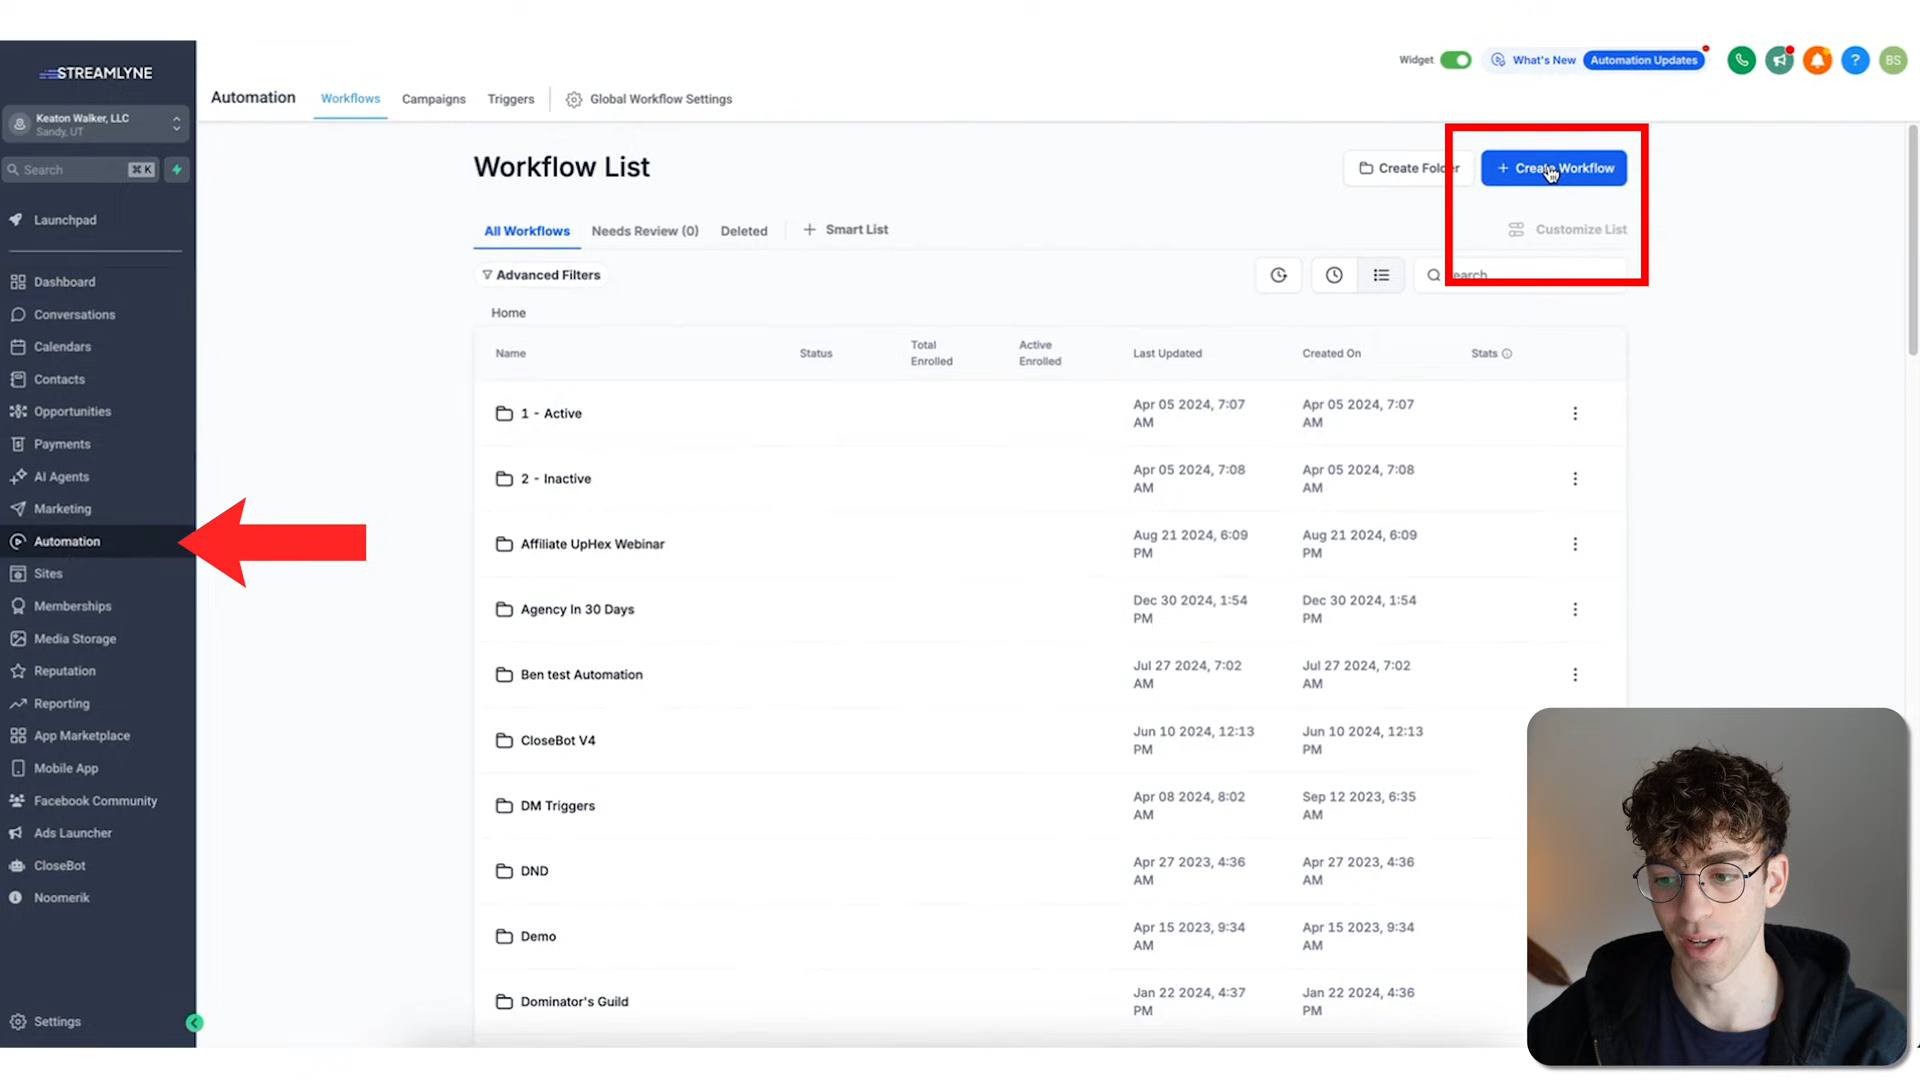 STREAMLYNE
Widget
What's New
Automation Updates
BS
Keaton Walker, LLC
Sandy, UT
Automation
Workflows
Campaigns
Triggers
Global Workflow Settings
Search
⌘ K
Launchpad
Dashboard
Conversations
Calendars
Contacts
Opportunities
Payments
AI Agents
Marketing
Automation
Sites
Memberships
Media Storage
Reputation
Reporting
App Marketplace
Mobile App
Facebook Community
Ads Launcher
CloseBot
Noomerik
Settings
Workflow List
Create Folder
+ Create Workflow
All Workflows
Needs Review (0)
Deleted
+ Smart List
Customize List
Advanced Filters
Search
Home
Name Status Total Enrolled Active Enrolled Last Updated Created On Stats
1 - Active Apr 05 2024, 7:07 AM Apr 05 2024, 7:07 AM
2 - Inactive Apr 05 2024, 7:08 AM Apr 05 2024, 7:08 AM
Affiliate UpHex Webinar Aug 21 2024, 6:09 PM Aug 21 2024, 6:09 PM
Agency In 30 Days Dec 30 2024, 1:54 PM Dec 30 2024, 1:54 PM
Ben test Automation Jul 27 2024, 7:02 AM Jul 27 2024, 7:02 AM
CloseBot V4 Jun 10 2024, 12:13 PM Jun 10 2024, 12:13 PM
DM Triggers Apr 08 2024, 8:02 AM Sep 12 2023, 6:35 AM
DND Apr 27 2023, 4:36 AM Apr 27 2023, 4:36 AM
Demo Apr 15 2023, 9:34 AM Apr 15 2023, 9:34 AM
Dominator's Guild Jan 22 2024, 4:37 PM Jan 22 2024, 4:36 PM